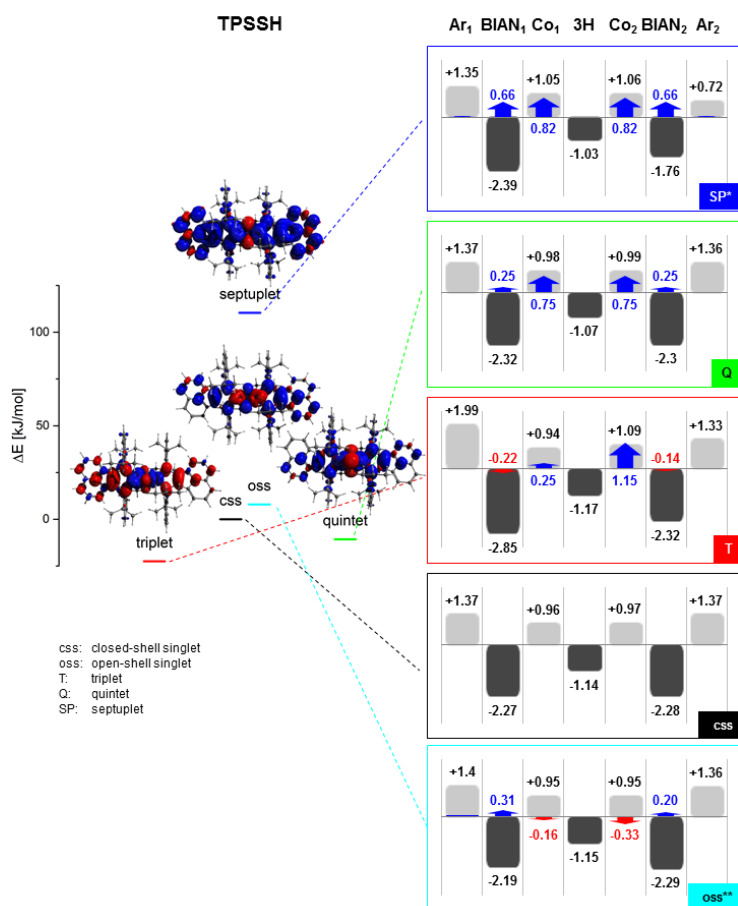 TPSSH
Ar1 BIAN1 Co1 3H Co2 BIAN2 Ar2
+1.35 0.66 +1.05 +1.06 0.66 +0.72
0.82 0.82
-2.39 -1.03 -1.76
SP*
septuplet
+1.37 0.25 +0.98 +0.99 0.25 +1.36
0.75 0.75
-2.32 -1.07 -2.3
Q
ΔE [kJ/mol]
100
50
0
triplet
css
oss
quintet
+1.99 -0.22 +0.94 +1.09 -0.14 +1.33
0.25 1.15
-2.85 -1.17 -2.32
T
css: closed-shell singlet
oss: open-shell singlet
T: triplet
Q: quintet
SP: septuplet
+1.37 +0.96 +0.97 +1.37
-2.27 -1.14 -2.28
css
+1.4 0.31 +0.95 +0.95 0.20 +1.36
-0.16 -0.33
-2.19 -1.15 -2.29
oss**